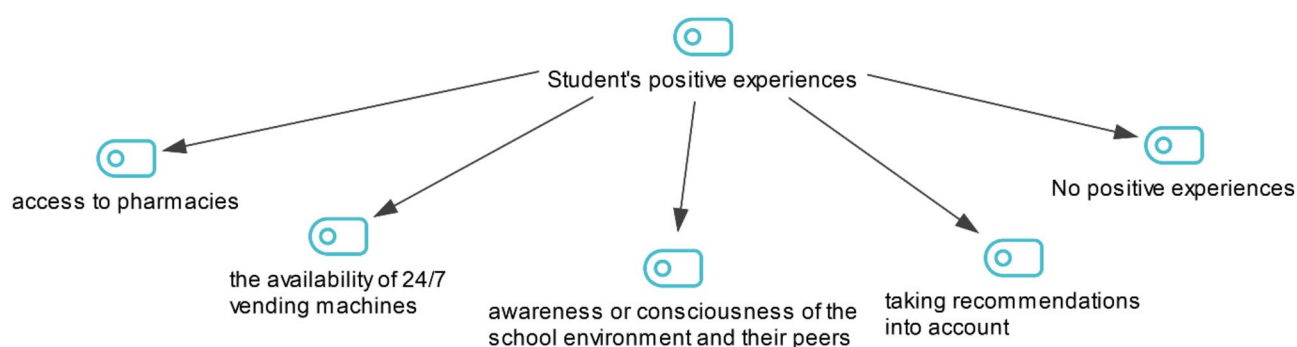 Student's positive experiences
access to pharmacies
No positive experiences
the availability of 24/7
vending machines
awareness or consciousness of the
school environment and their peers
taking recommendations
into account